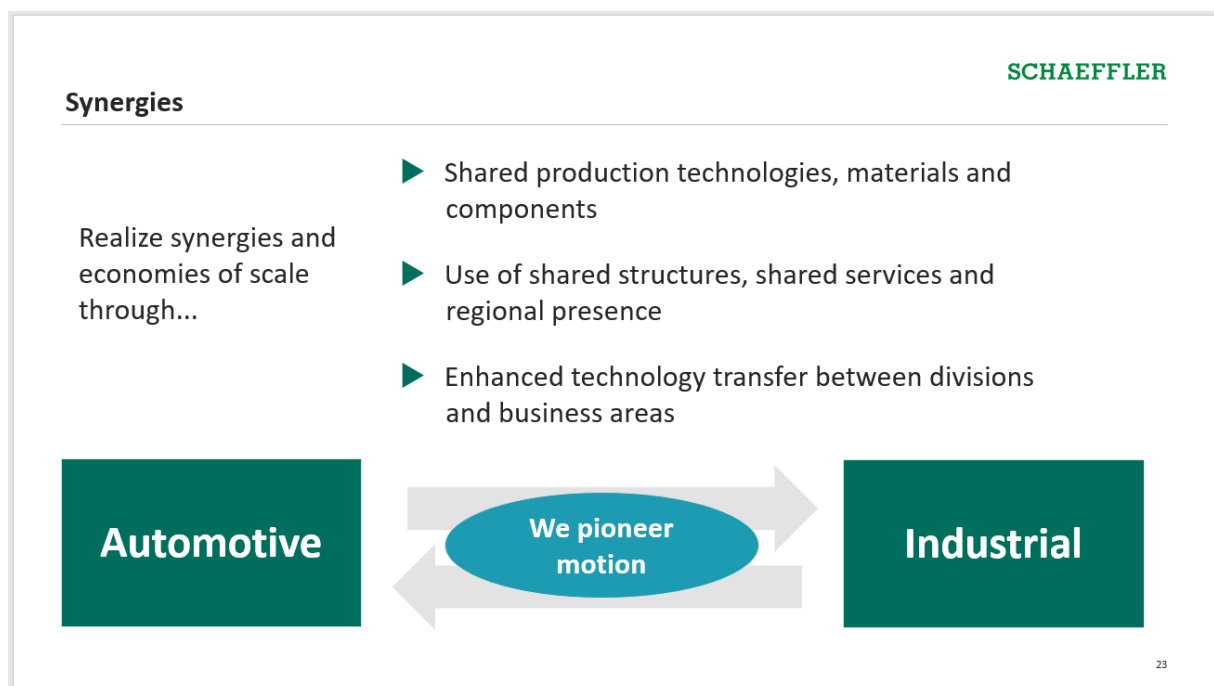 SCHAEFFLER
Synergies
Realize synergies and
economies of scale
through...
Shared production technologies, materials and
components
Use of shared structures, shared services and
regional presence
Enhanced technology transfer between divisions
and business areas
Automotive
We pioneer
motion
Industrial
23